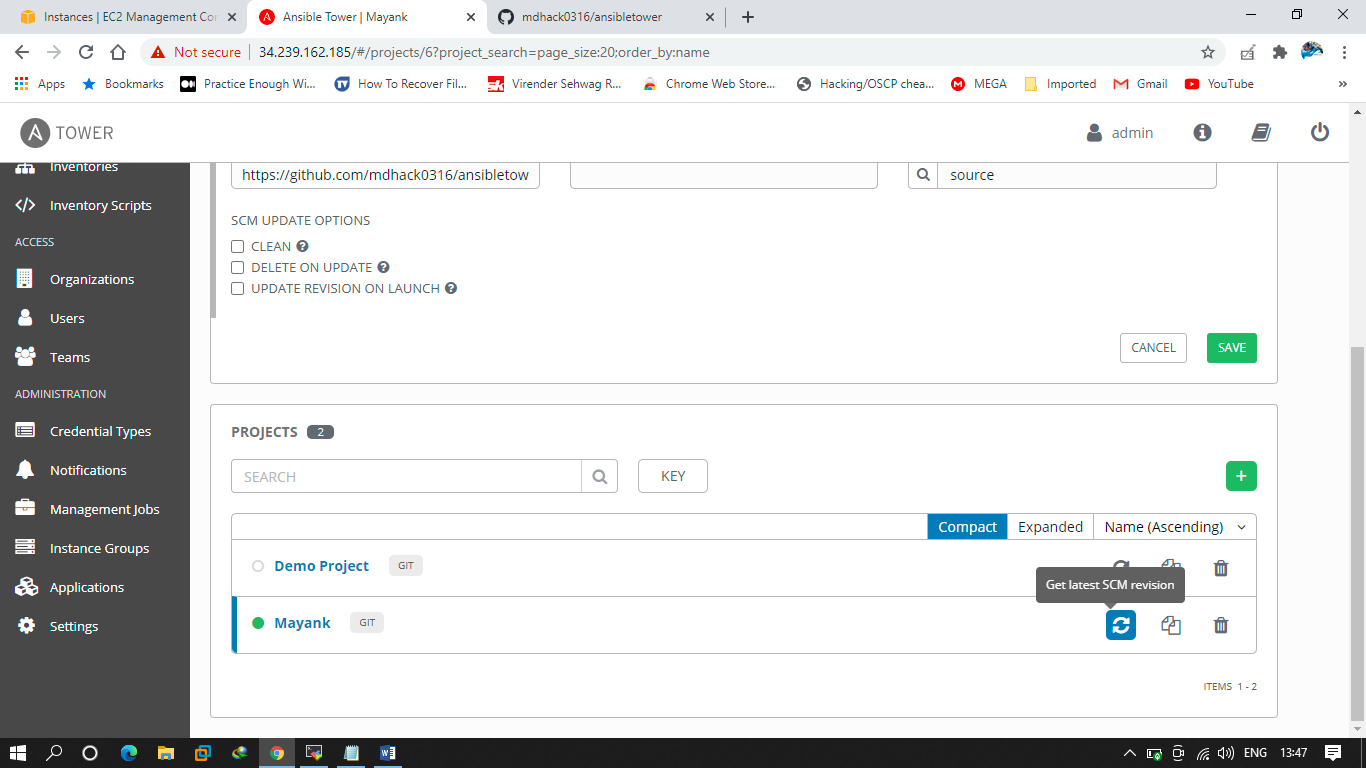 Instances | EC2 Management Con
Ansible Tower | Mayank
mdhack0316/ansibletower
Not secure
34.239.162.185/#/projects/6?project_search=page_size:20;order_by:name
Apps
Bookmarks
Practice Enough Wi...
How To Recover Fil...
Virender Sehwag R...
Chrome Web Store...
Hacking/OSCP chea...
MEGA
Imported
Gmail
YouTube
»
A TOWER
admin
Inventories
Inventory Scripts
ACCESS
Organizations
Users
Teams
ADMINISTRATION
Credential Types
Notifications
Management Jobs
Instance Groups
Applications
Settings
https://github.com/mdhack0316/ansibletow
source
SCM UPDATE OPTIONS
CLEAN ?
DELETE ON UPDATE ?
UPDATE REVISION ON LAUNCH ?
CANCEL
SAVE
PROJECTS 2
SEARCH
KEY
+
Compact
Expanded
Name (Ascending)
Demo Project
GIT
Get latest SCM revision
Mayank
GIT
ITEMS 1 - 2
ENG
13:47